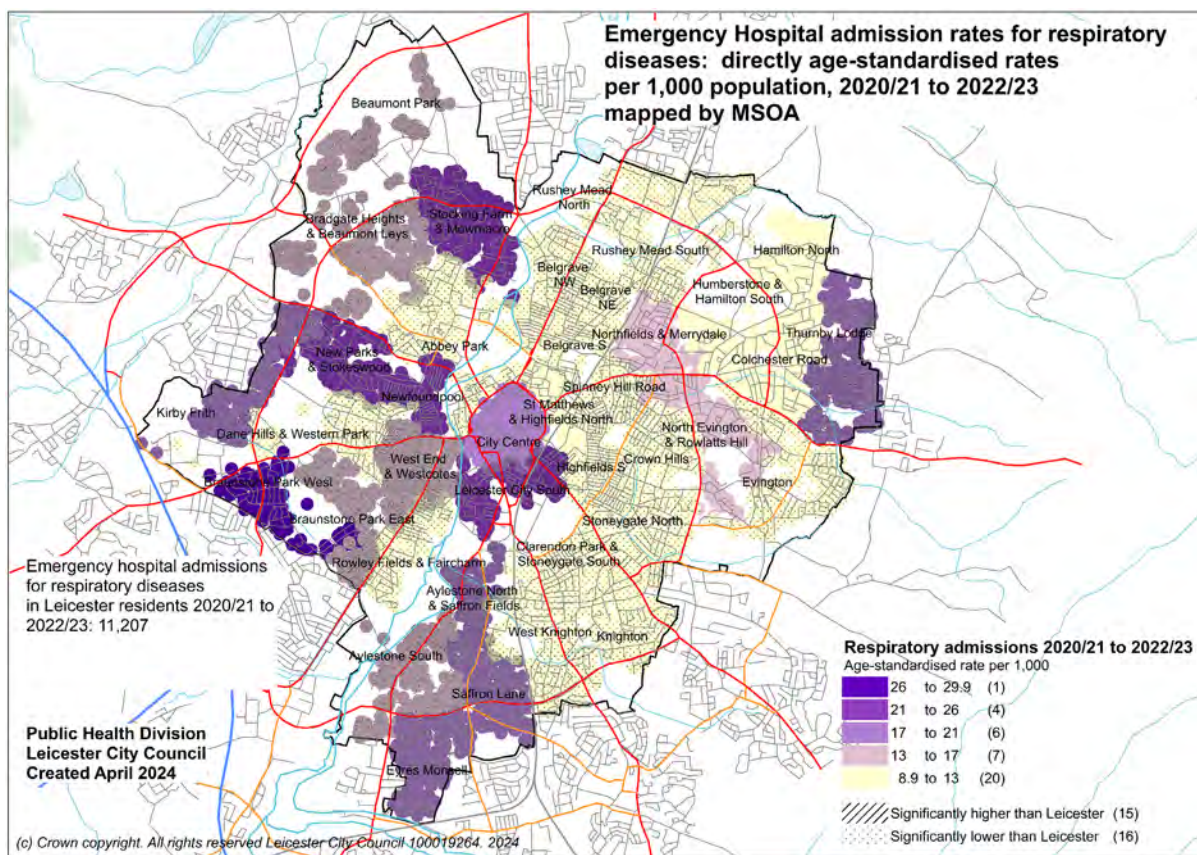 Emergency Hospital admission rates for respiratory
diseases: directly age-standardised rates
per 1,000 population, 2020/21 to 2022/23
mapped by MSOA
Beaumont Park
Rushey Mead
North
Bradgate Heights
& Beaumont Leys
Stocking Farm
& Mowmacre
Rushey Mead South
Hamilton North
Belgrave
NW
Belgrave
NE
Humberstone &
Hamilton South
Northfields & Merrydale
Thurnby Lodge
New Parks
& Stokeswood
Abbey Park
Belgrave S
Colchester Road
Newfoundpool
Spinney Hill Road
Kirby Frith
St Matthews
& Highfields North
Dane Hills & Western Park
City Centre
North Evington
& Rowlatts Hill
West End
& Westcotes
Crown Hills
Highfields S
Braunstone Park West
Leicester City South
Evington
Braunstone Park East
Stoneygate North
Clarendon Park &
Stoneygate South
Rowley Fields & Faircharm
Emergency hospital admissions
for respiratory diseases
in Leicester residents 2020/21 to
2022/23: 11,207
Aylestone North
& Saffron Fields
West Knighton
Knighton
Aylestone South
Saffron Lane
Eyres Monsell
Respiratory admissions 2020/21 to 2022/23
Age-standardised rate per 1,000
26 to 29.9 (1)
21 to 26 (4)
17 to 21 (6)
13 to 17 (7)
8.9 to 13 (20)
Significantly higher than Leicester (15)
Significantly lower than Leicester (16)
Public Health Division
Leicester City Council
Created April 2024
(c) Crown copyright. All rights reserved Leicester City Council 100019264. 2024